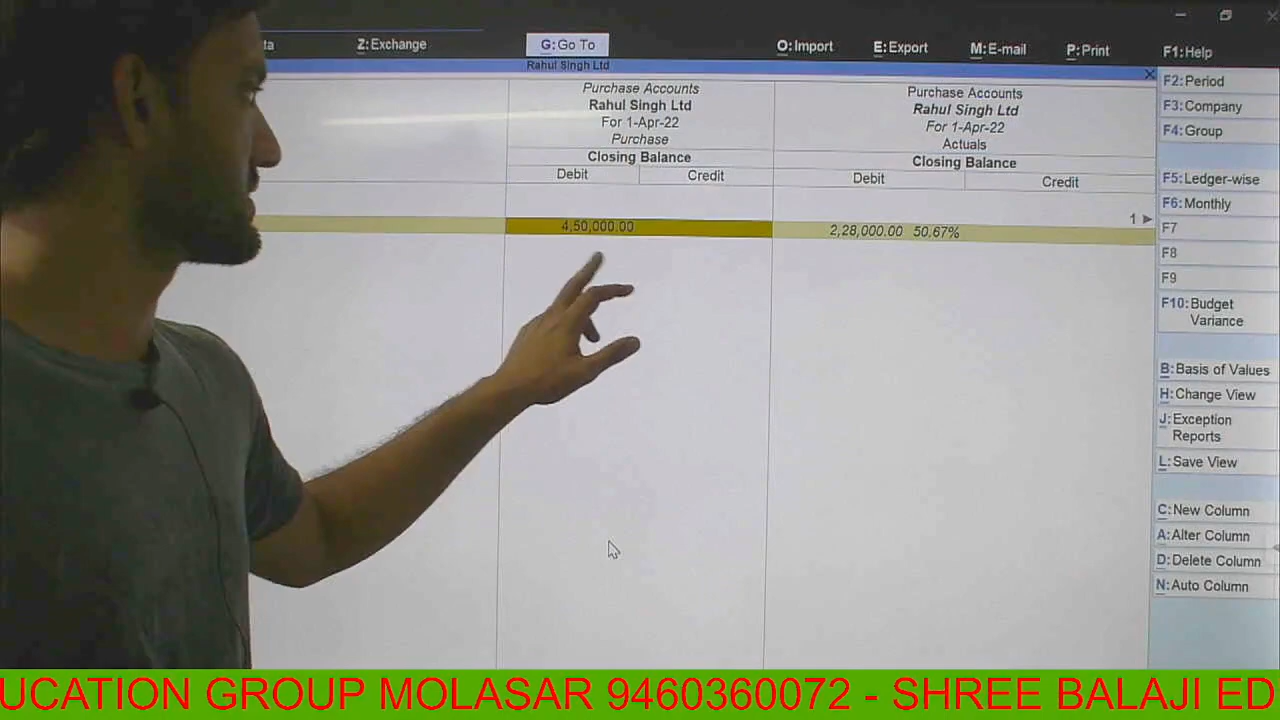 ta
Z:Exchange
G:Go To
O:Import
E:Export
M:E-mail
P:Print
F1:Help
Rahul Singh Ltd
Purchase Accounts
Rahul Singh Ltd
For 1-Apr-22
Purchase
Closing Balance
Debit Credit
Purchase Accounts
Rahul Singh Ltd
For 1-Apr-22
Actuals
Closing Balance
Debit Credit
1
4,50,000.00
2,28,000.00 50.67%
F2:Period
F3:Company
F4:Group
F5:Ledger-wise
F6:Monthly
F7
F8
F9
F10:Budget
Variance
B:Basis of Values
H:Change View
J:Exception
Reports
L:Save View
C:New Column
A:Alter Column
D:Delete Column
N:Auto Column
UCATION GROUP MOLASAR 9460360072 - SHREE BALAJI ED